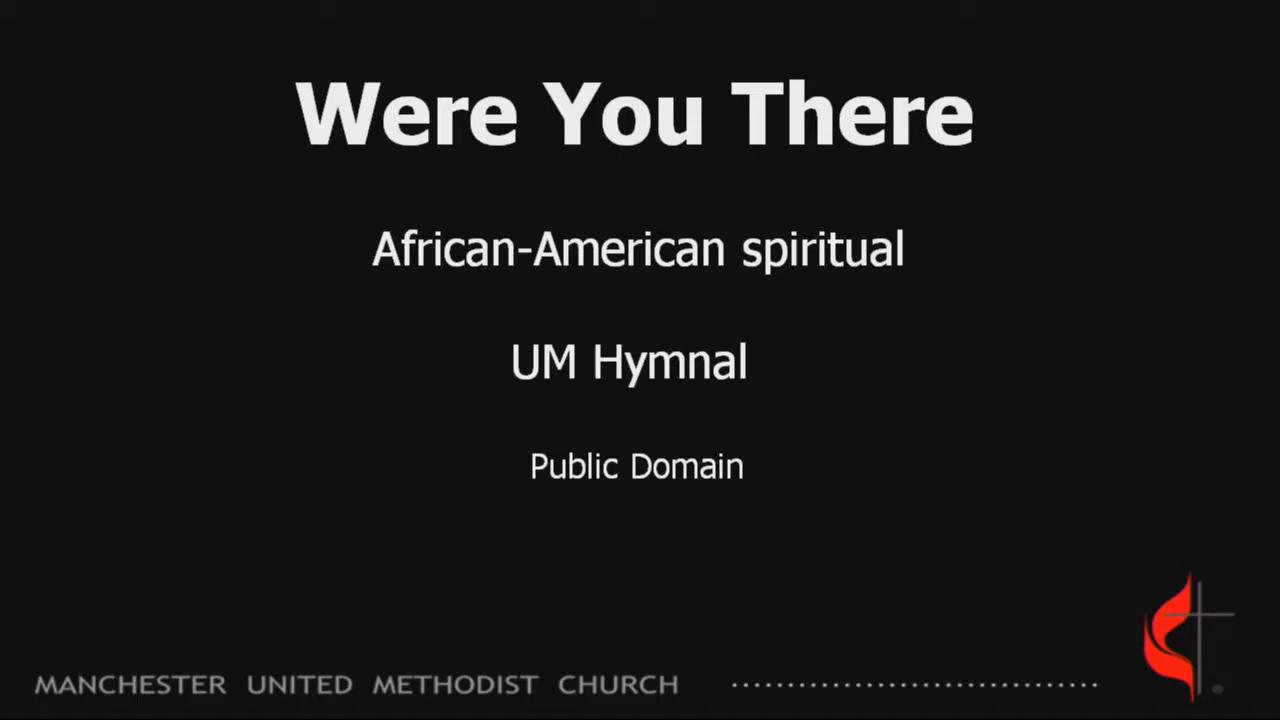 Were You There
African-American spiritual
UM Hymnal
Public Domain
MANCHESTER UNITED METHODIST CHURCH